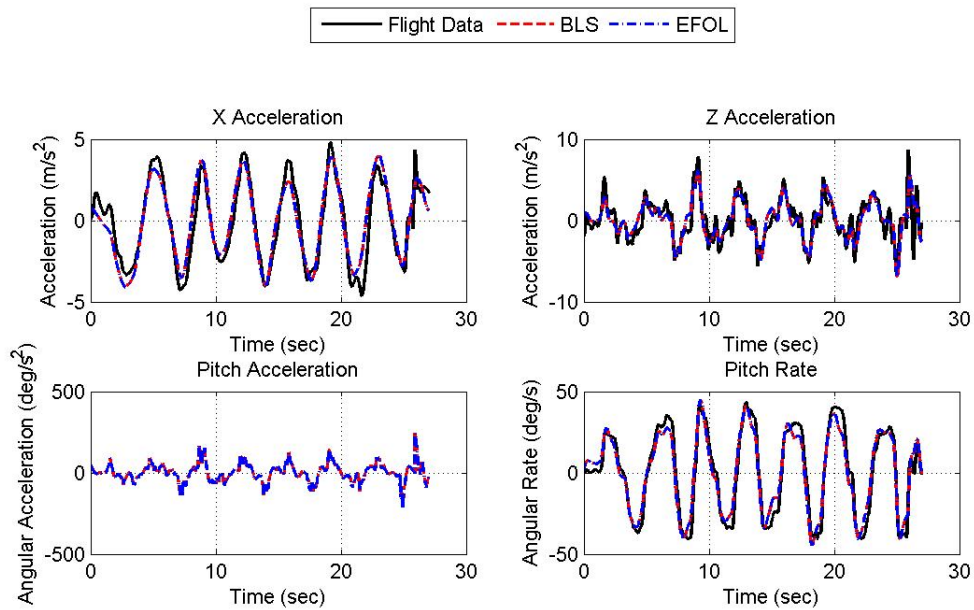 Flight Data BLS EFOL
X Acceleration
Acceleration (m/s²)
5
0
-5
0 10 20 30
Time (sec)
Z Acceleration
Acceleration (m/s²)
10
0
-10
0 10 20 30
Time (sec)
Pitch Acceleration
Angular Acceleration (deg/s²)
500
0
-500
0 10 20 30
Time (sec)
Pitch Rate
Angular Rate (deg/s)
50
0
-50
0 10 20 30
Time (sec)